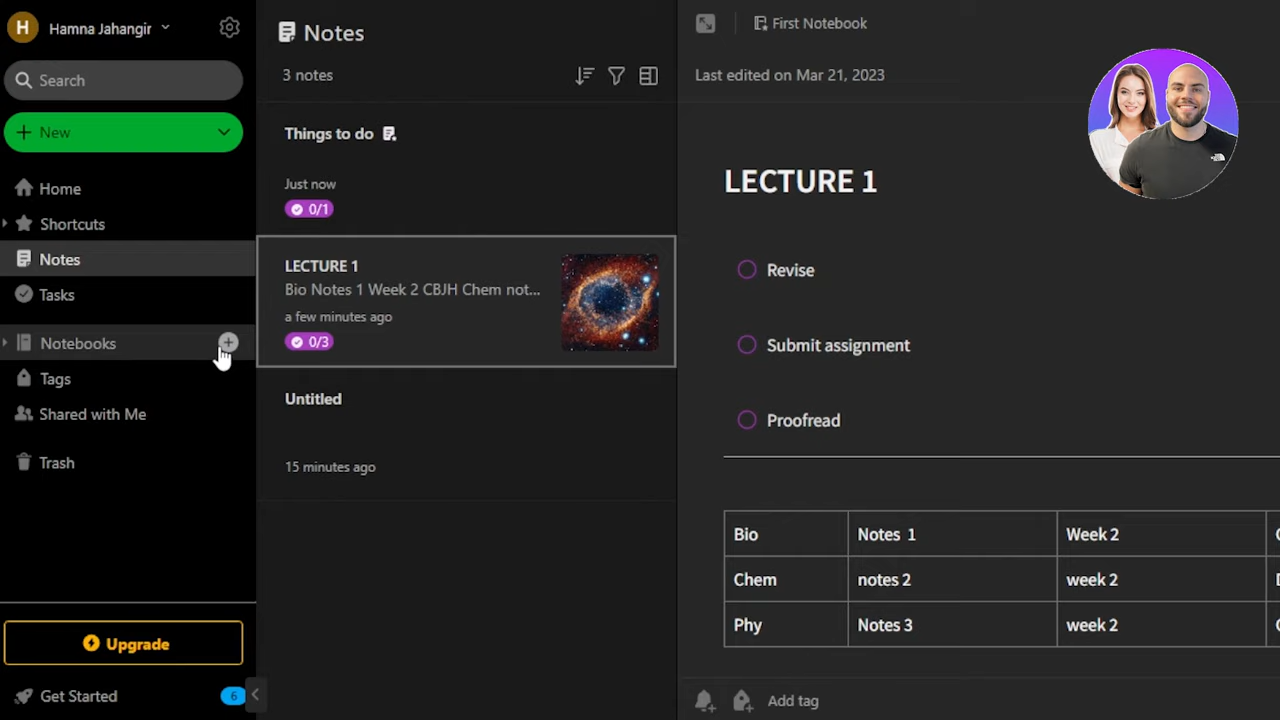 H
Hamna Jahangir
Search
New
Home
Shortcuts
Notes
Tasks
Notebooks
Tags
Shared with Me
Trash
Upgrade
Get Started
6
Notes
3 notes
Things to do
Just now
0/1
LECTURE 1
Bio Notes 1 Week 2 CBJH Chem not...
a few minutes ago
0/3
Untitled
15 minutes ago
First Notebook
Last edited on Mar 21, 2023
LECTURE 1
Revise
Submit assignment
Proofread
Bio Notes 1 Week 2
Chem notes 2 week 2
Phy Notes 3 week 2
Add tag